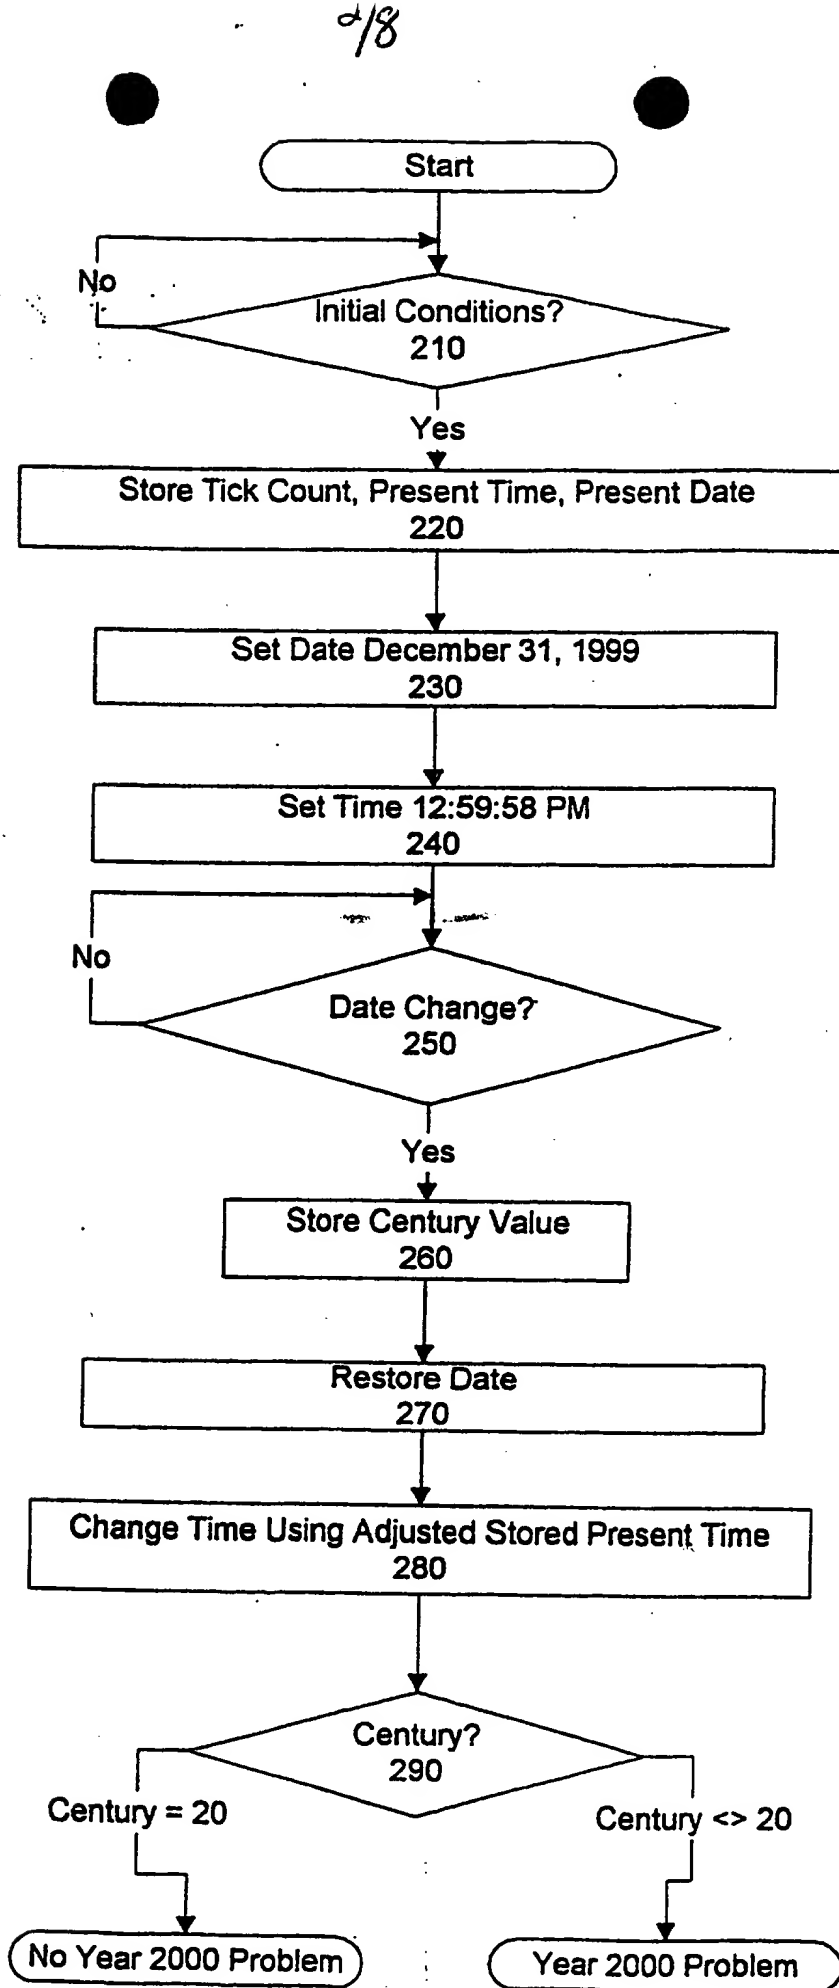 2/8
Start
No
Initial Conditions?
210
Yes
Store Tick Count, Present Time, Present Date
220
Set Date December 31, 1999
230
Set Time 12:59:58 PM
240
No
Date Change?
250
Yes
Store Century Value
260
Restore Date
270
Change Time Using Adjusted Stored Present Time
280
Century?
290
Century = 20
Century <> 20
No Year 2000 Problem
Year 2000 Problem